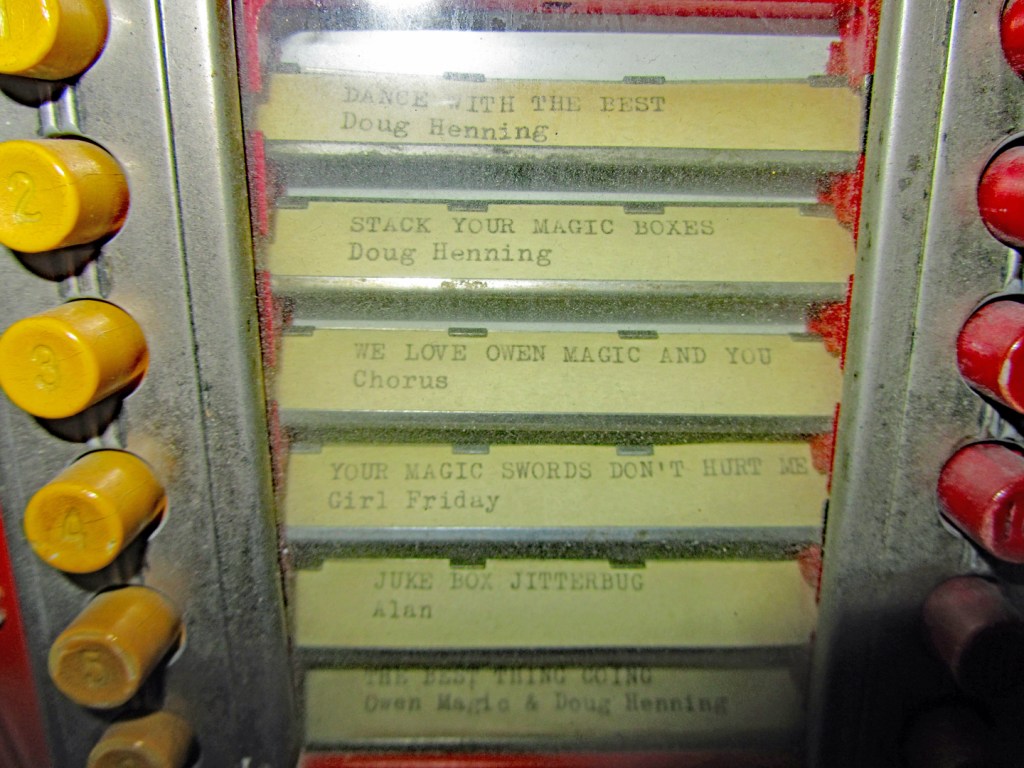 DANCE WITH THE BEST
Doug Henning.
2
STACK YOUR MAGIC BOXES
Doug Henning
3
WE LOVE OWEN MAGIC AND YOU
Chorus
4
YOUR MAGIC SWORDS DON'T HURT ME
Girl Friday
5
JUKE BOX JITTERBUG
Alan
THE BEST THING GOING
Owen Magic & Doug Henning